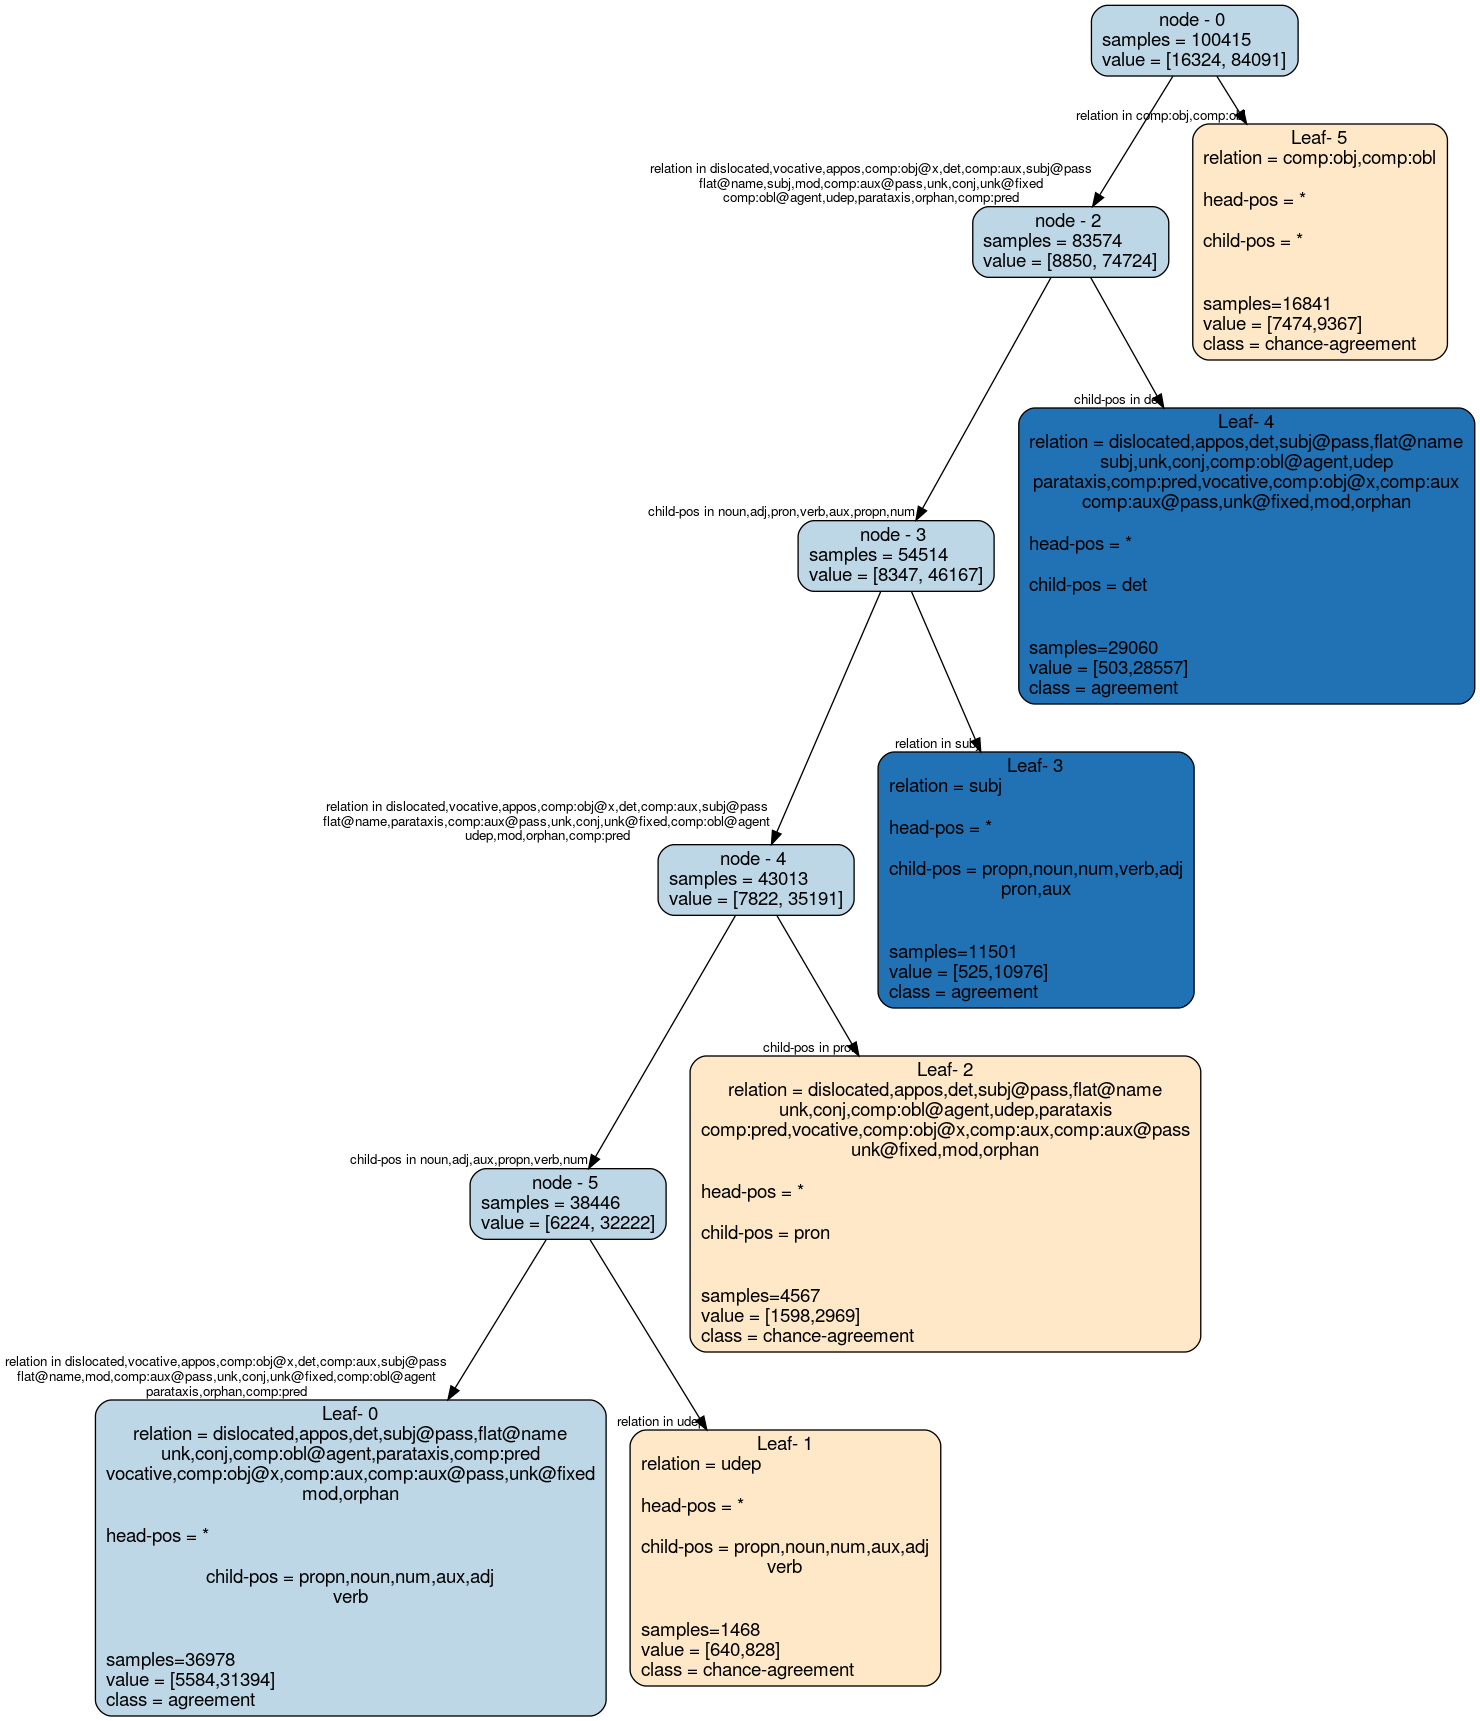 node - 0
samples = 100415
value = [16324, 84091]
relation in comp:obj,comp:obl
Leaf- 5
relation = comp:obj,comp:obl
head-pos = *
child-pos = *
samples=16841
value = [7474,9367]
class = chance-agreement
relation in dislocated,vocative,appos,comp:obj@x,det,comp:aux,subj@pass
flat@name,subj,mod,comp:aux@pass,unk,conj,unk@fixed
comp:obl@agent,udep,parataxis,orphan,comp:pred
node - 2
samples = 83574
value = [8850, 74724]
child-pos in det
Leaf- 4
relation = dislocated,appos,det,subj@pass,flat@name
subj,unk,conj,comp:obl@agent,udep
parataxis,comp:pred,vocative,comp:obj@x,comp:aux
comp:aux@pass,unk@fixed,mod,orphan
head-pos = *
child-pos = det
samples=29060
value = [503,28557]
class = agreement
child-pos in noun,adj,pron,verb,aux,propn,num
node - 3
samples = 54514
value = [8347, 46167]
relation in subj
Leaf- 3
relation = subj
head-pos = *
child-pos = propn,noun,num,verb,adj
pron,aux
samples=11501
value = [525,10976]
class = agreement
relation in dislocated,vocative,appos,comp:obj@x,det,comp:aux,subj@pass
flat@name,parataxis,comp:aux@pass,unk,conj,unk@fixed,comp:obl@agent
udep,mod,orphan,comp:pred
node - 4
samples = 43013
value = [7822, 35191]
child-pos in pron
Leaf- 2
relation = dislocated,appos,det,subj@pass,flat@name
unk,conj,comp:obl@agent,udep,parataxis
comp:pred,vocative,comp:obj@x,comp:aux,comp:aux@pass
unk@fixed,mod,orphan
head-pos = *
child-pos = pron
samples=4567
value = [1598,2969]
class = chance-agreement
child-pos in noun,adj,aux,propn,verb,num
node - 5
samples = 38446
value = [6224, 32222]
relation in dislocated,vocative,appos,comp:obj@x,det,comp:aux,subj@pass
flat@name,mod,comp:aux@pass,unk,conj,unk@fixed,comp:obl@agent
parataxis,orphan,comp:pred
Leaf- 0
relation = dislocated,appos,det,subj@pass,flat@name
unk,conj,comp:obl@agent,parataxis,comp:pred
vocative,comp:obj@x,comp:aux,comp:aux@pass,unk@fixed
mod,orphan
head-pos = *
child-pos = propn,noun,num,aux,adj
verb
samples=36978
value = [5584,31394]
class = agreement
relation in udep
Leaf- 1
relation = udep
head-pos = *
child-pos = propn,noun,num,aux,adj
verb
samples=1468
value = [640,828]
class = chance-agreement